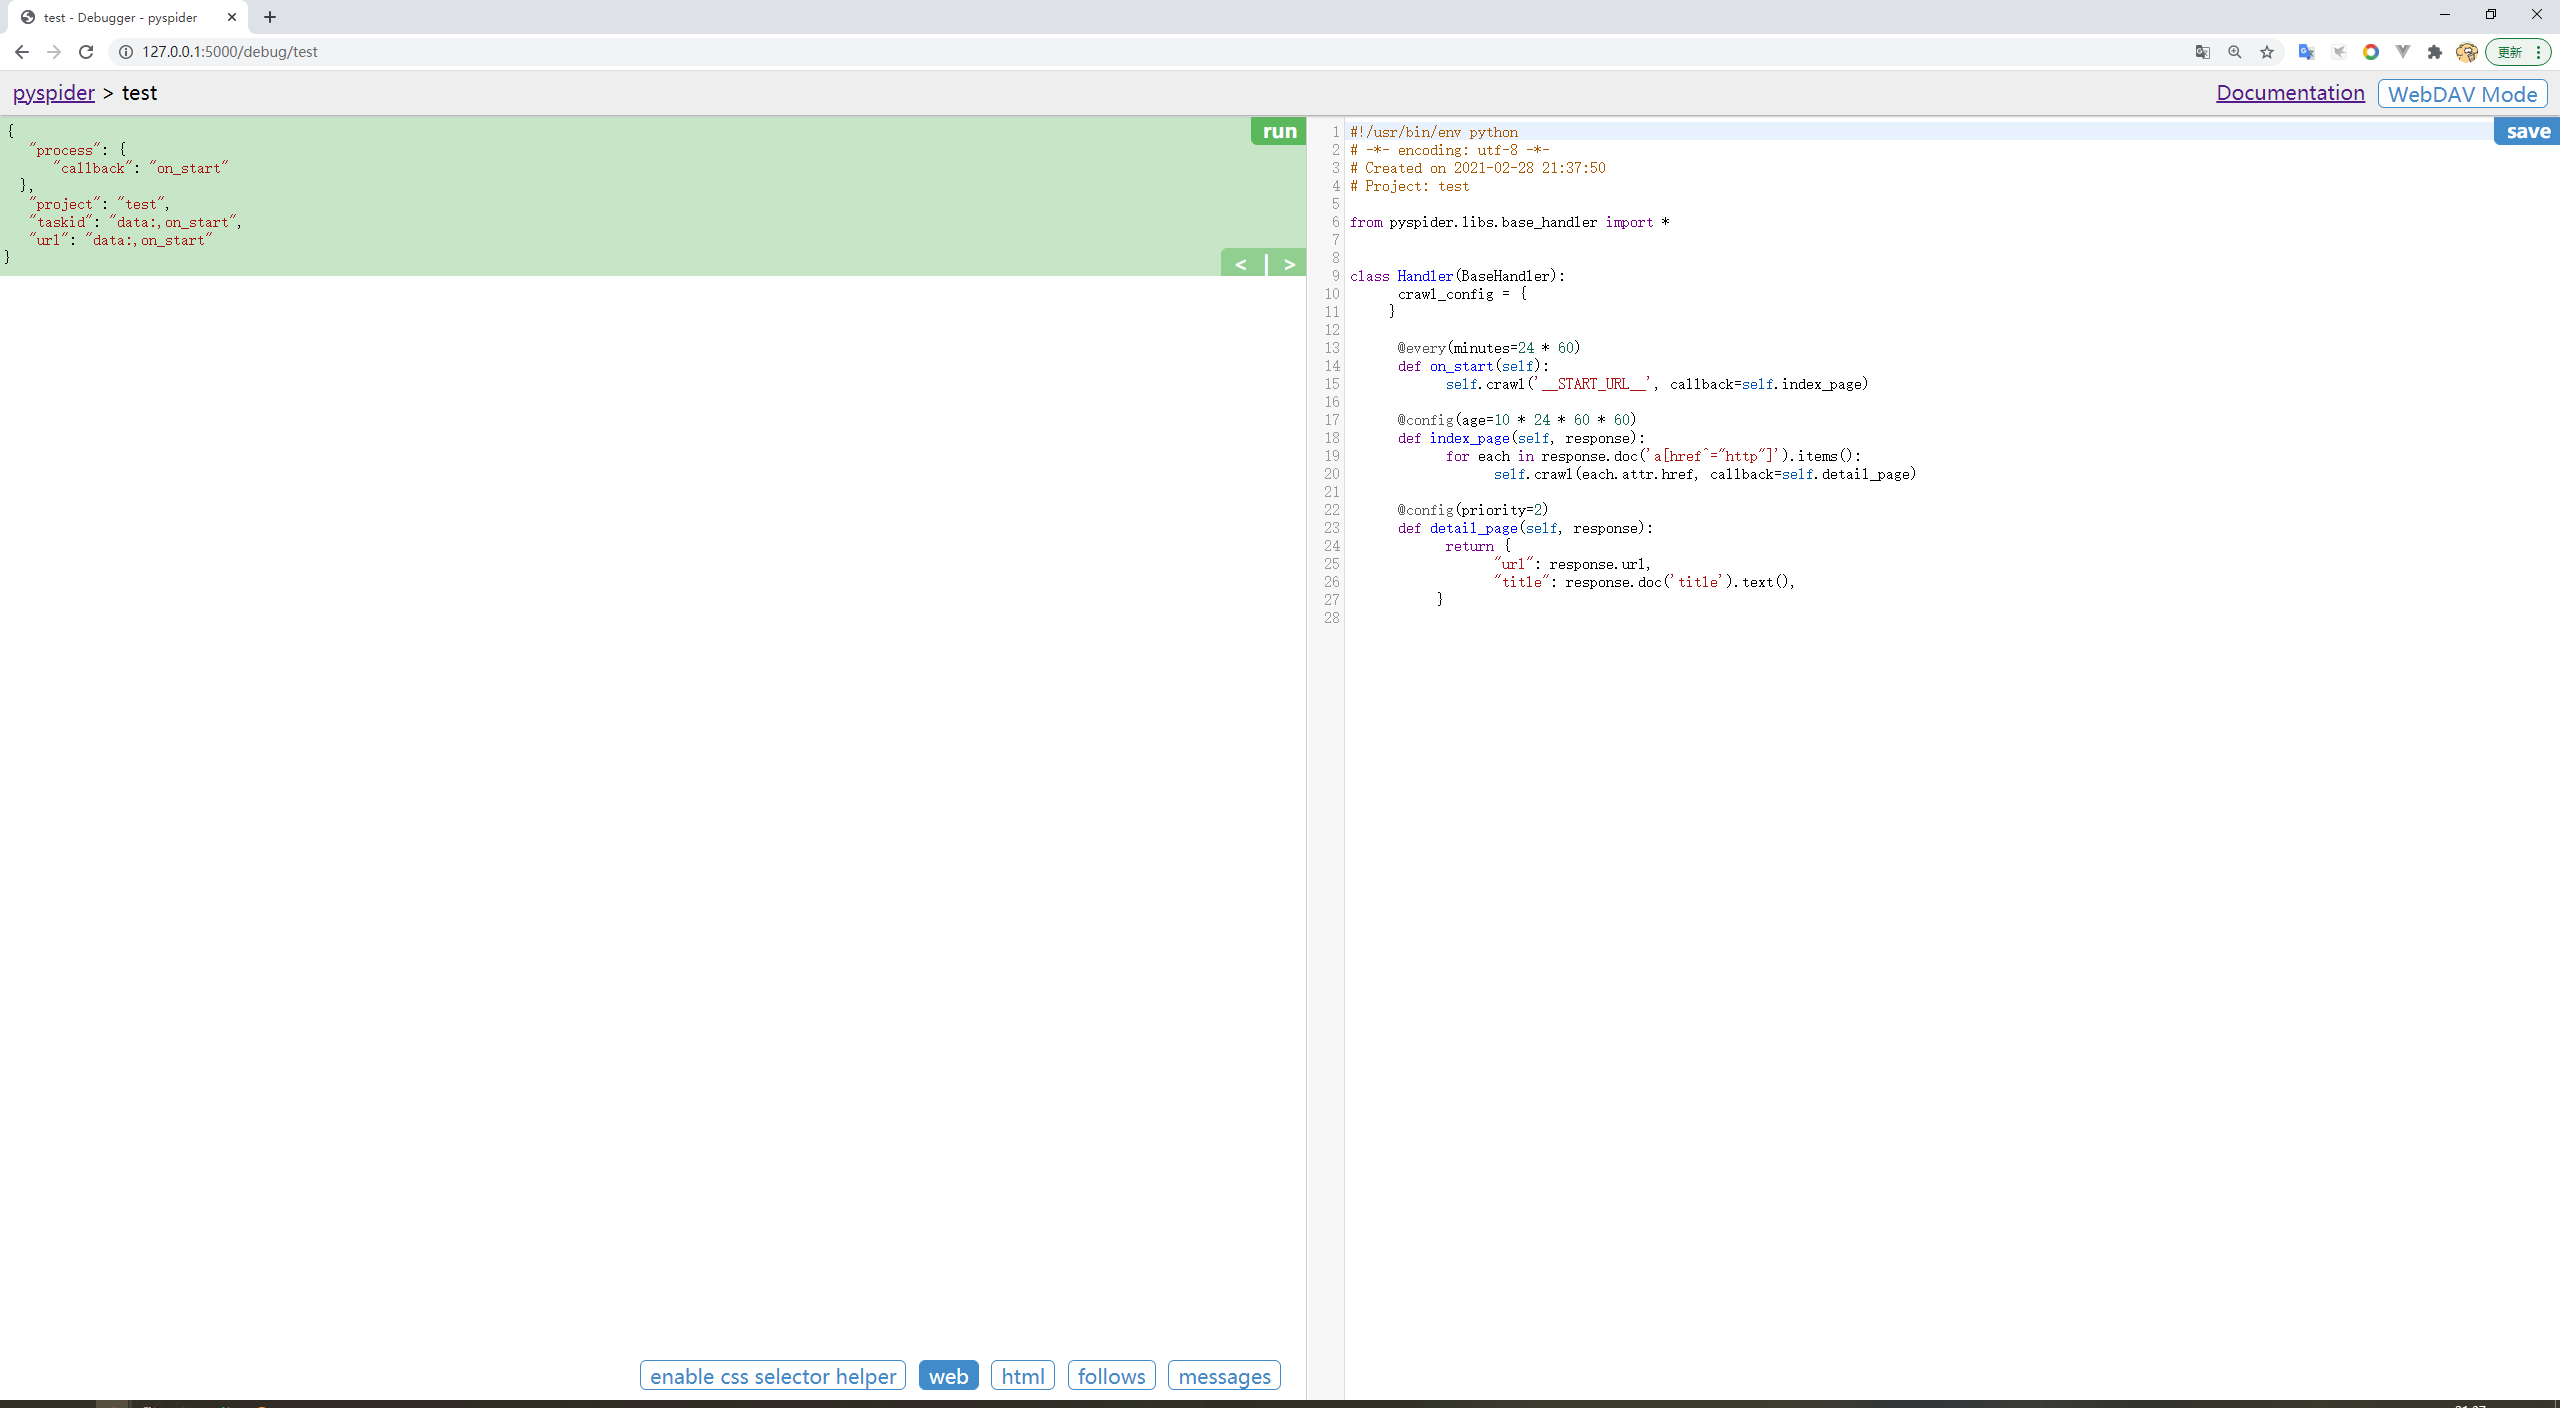 test - Debugger - pyspider
127.0.0.1:5000/debug/test
更新
pyspider > test
Documentation
WebDAV Mode
{
"process": {
"callback": "on_start"
},
"project": "test",
"taskid": "data:,on_start",
"url": "data:,on_start"
}
run
< | >
save
1 #!/usr/bin/env python
2 # -*- encoding: utf-8 -*-
3 # Created on 2021-02-28 21:37:50
4 # Project: test
5
6 from pyspider.libs.base_handler import *
7
8
9 class Handler(BaseHandler):
10 crawl_config = {
11 }
12
13 @every(minutes=24 * 60)
14 def on_start(self):
15 self.crawl('__START_URL__', callback=self.index_page)
16
17 @config(age=10 * 24 * 60 * 60)
18 def index_page(self, response):
19 for each in response.doc('a[href^="http"]').items():
20 self.crawl(each.attr.href, callback=self.detail_page)
21
22 @config(priority=2)
23 def detail_page(self, response):
24 return {
25 "url": response.url,
26 "title": response.doc('title').text(),
27 }
28
enable css selector helper
web
html
follows
messages